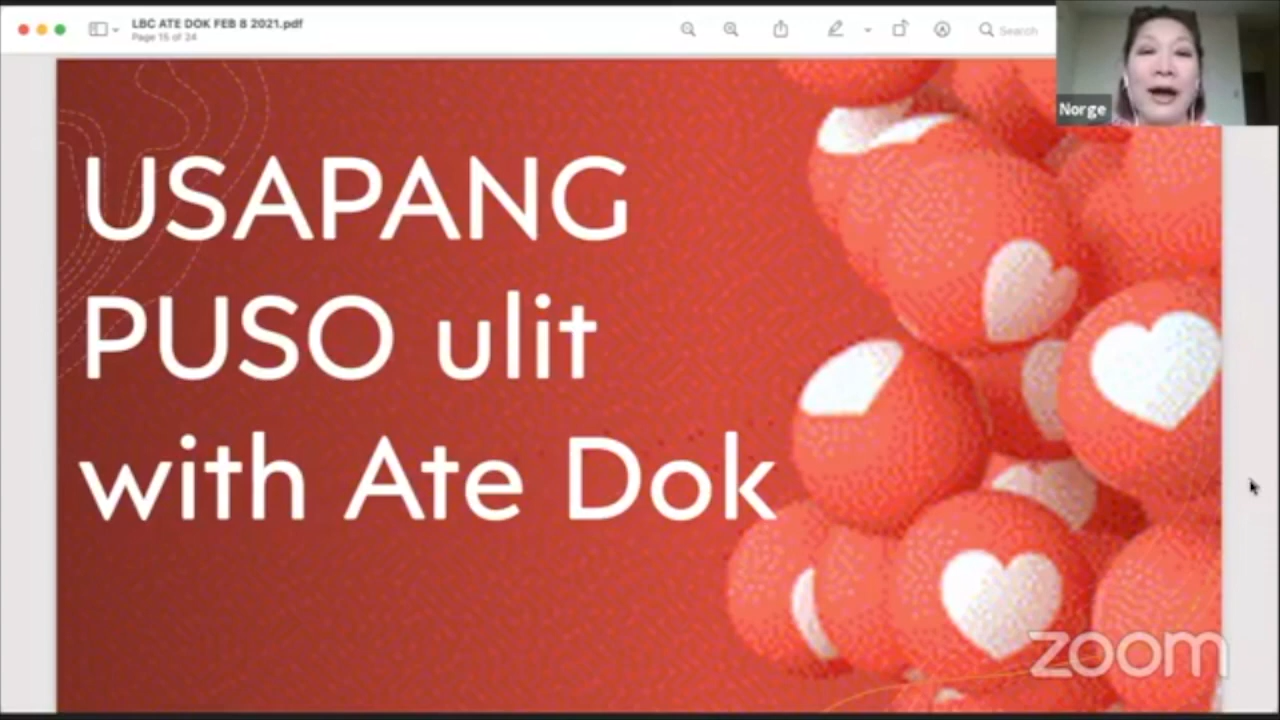 LBC ATE DOK FEB 8 2021.pdf
Page 15 of 24
Search
Norge
USAPANG
PUSO ulit
with Ate Dok
zoom